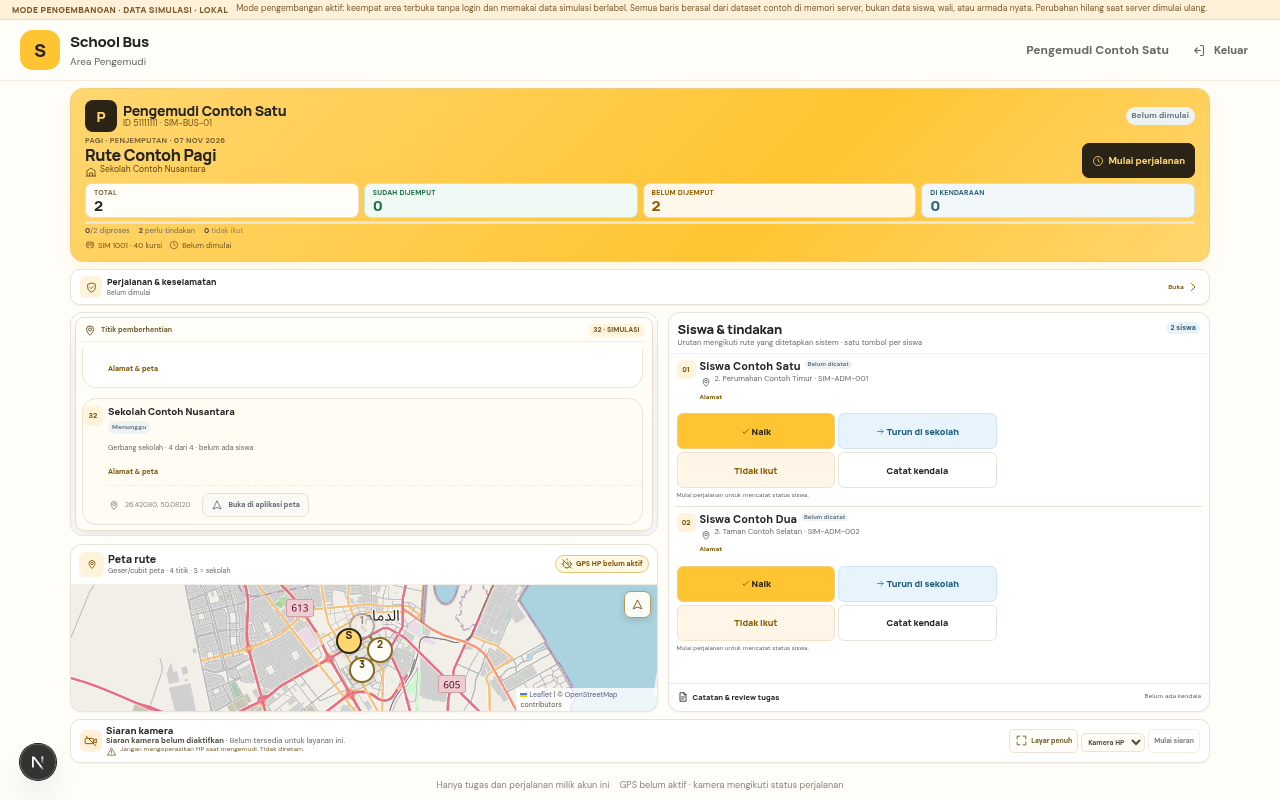 MODE PENGEMBANGAN · DATA SIMULASI · LOKAL Mode pengembangan aktif: keempat area terbuka tanpa login dan memakai data simulasi berlabel. Semua baris berasal dari dataset contoh di memori server, bukan data siswa, wali, atau armada nyata. Perubahan hilang saat server dimulai ulang.
S
School Bus
Area Pengemudi
Pengemudi Contoh Satu
Keluar
P
Pengemudi Contoh Satu
ID 51111111 · SIM-BUS-01
Belum dimulai
PAGI · PENJEMPUTAN · 07 NOV 2026
Rute Contoh Pagi
Sekolah Contoh Nusantara
Mulai perjalanan
TOTAL
2
SUDAH DIJEMPUT
0
BELUM DIJEMPUT
2
DI KENDARAAN
0
0/2 diproses 2 perlu tindakan 0 tidak ikut
SIM 1001 · 40 kursi Belum dimulai
Perjalanan & keselamatan
Belum dimulai
Buka
Titik pemberhentian
32 · SIMULASI
Alamat & peta
32
Sekolah Contoh Nusantara
Menunggu
Gerbang sekolah · 4 dari 4 · belum ada siswa
Alamat & peta
26.42080, 50.08120
Buka di aplikasi peta
Peta rute
Geser/cubit peta · 4 titik · S = sekolah
GPS HP belum aktif
613
الدما
1
S
2
3
605
Leaflet | © OpenStreetMap
contributors
Siswa & tindakan
Urutan mengikuti rute yang ditetapkan sistem · satu tombol per siswa
2 siswa
01
Siswa Contoh Satu Belum dicatat
2. Perumahan Contoh Timur · SIM-ADM-001
Alamat
Naik
Turun di sekolah
Tidak ikut
Catat kendala
Mulai perjalanan untuk mencatat status siswa.
02
Siswa Contoh Dua Belum dicatat
3. Taman Contoh Selatan · SIM-ADM-002
Alamat
Naik
Turun di sekolah
Tidak ikut
Catat kendala
Mulai perjalanan untuk mencatat status siswa.
Catatan & review tugas
Belum ada kendala
Siaran kamera
Siaran kamera belum diaktifkan · Belum tersedia untuk layanan ini.
Jangan mengoperasikan HP saat mengemudi. Tidak direkam.
Layar penuh
Kamera HP
Mulai siaran
N
Hanya tugas dan perjalanan milik akun ini GPS belum aktif · kamera mengikuti status perjalanan